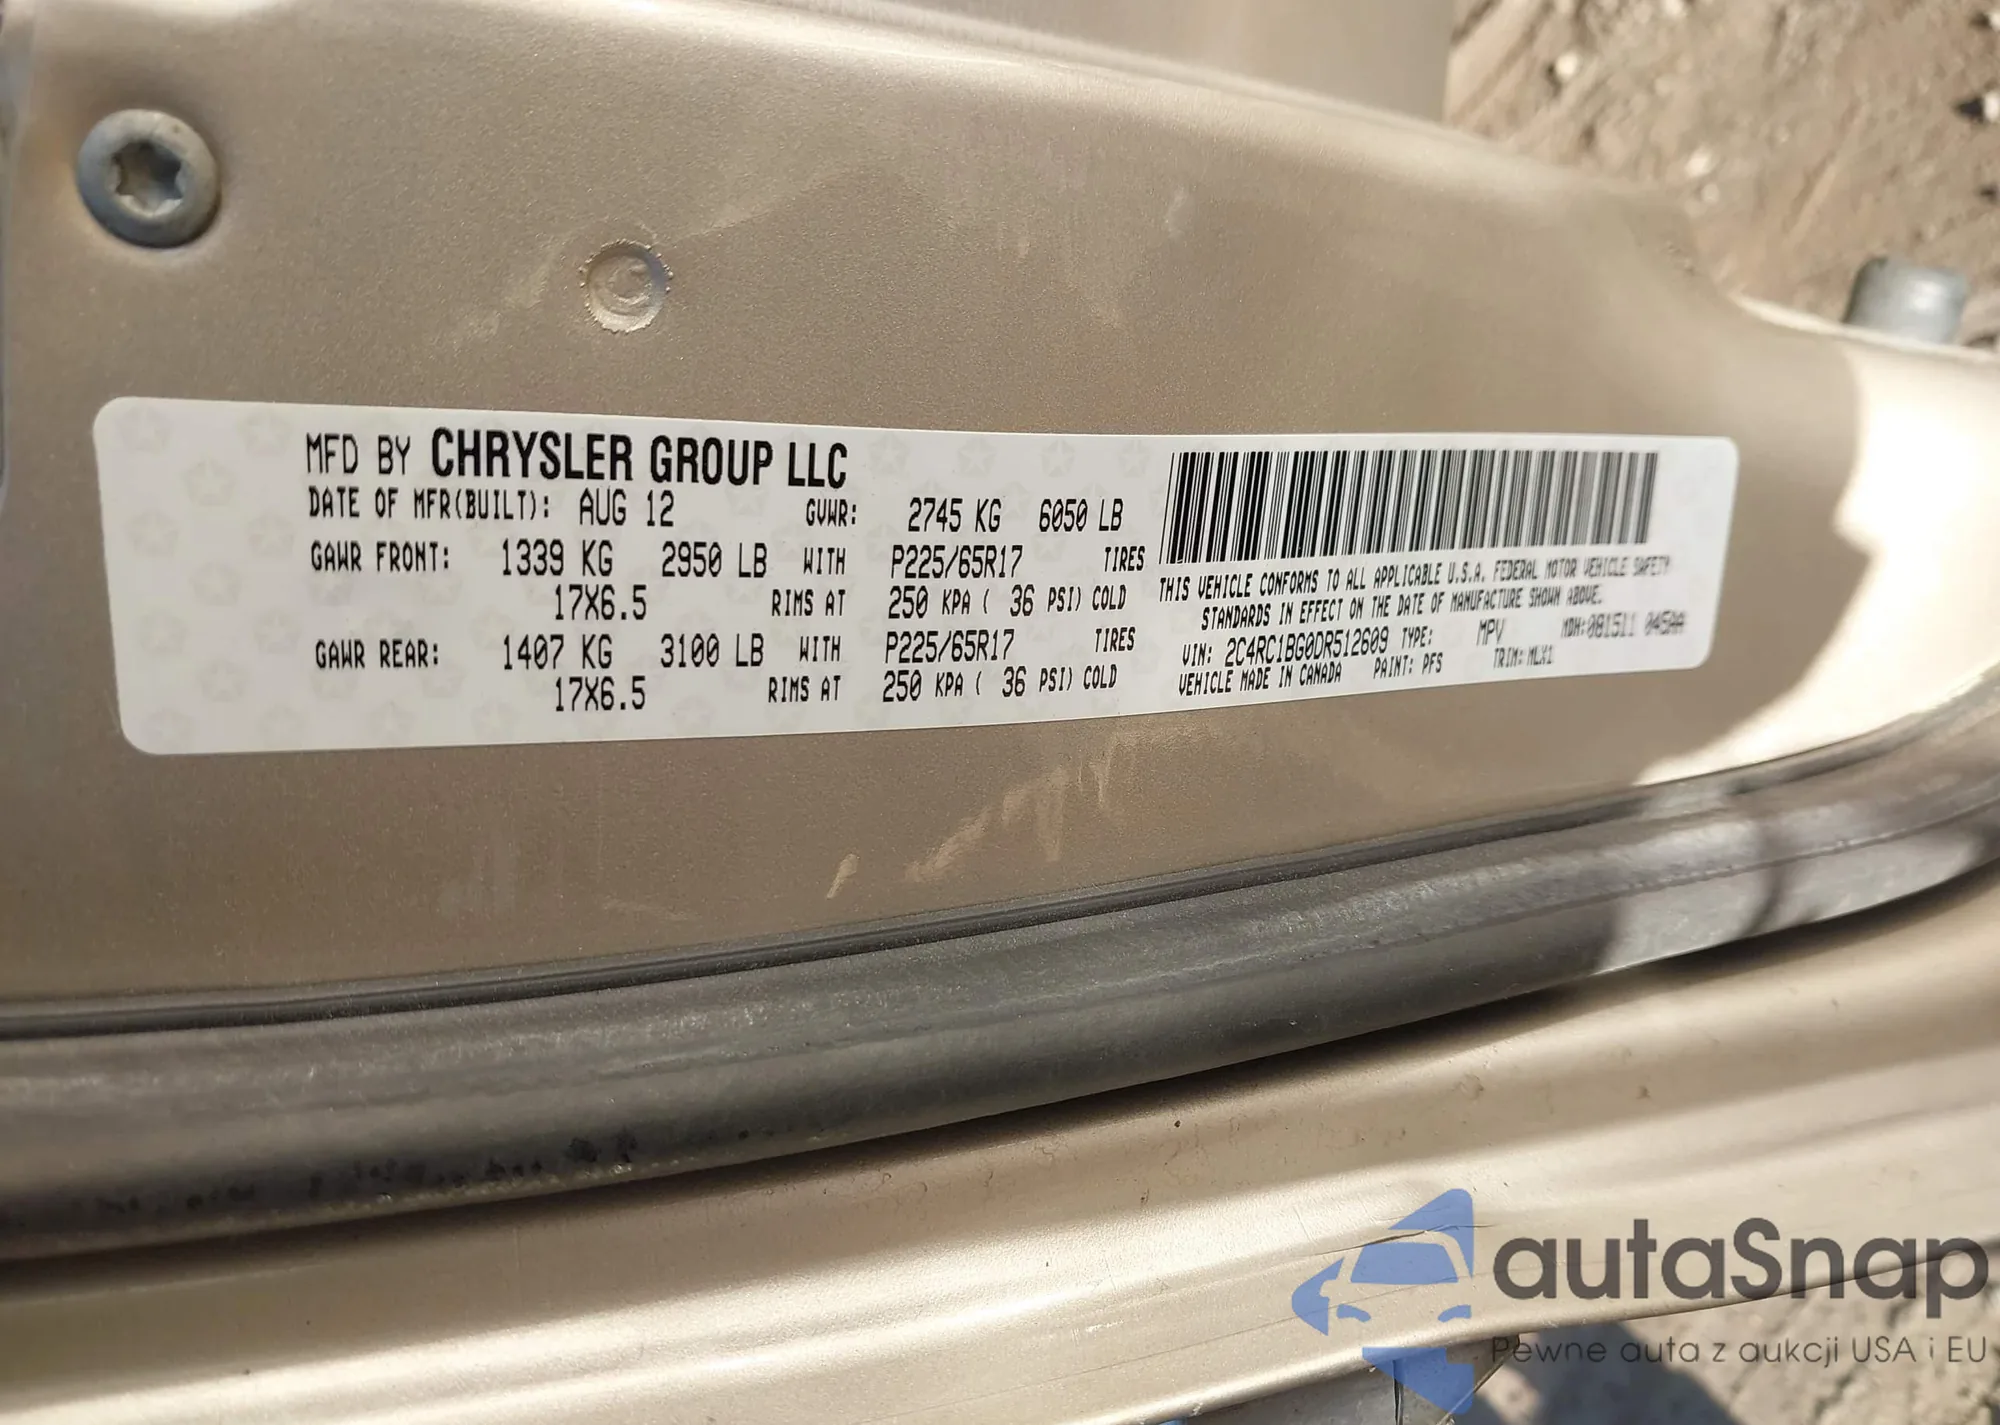 MFD BY CHRYSLER GROUP LLC
DATE OF MFR(BUILT): AUG 12 GVWR: 2745 KG 6050 LB
GAWR FRONT: 1339 KG 2950 LB WITH P225/65R17 TIRES
17X6.5 RIMS AT 250 KPA ( 36 PSI) COLD
GAWR REAR: 1407 KG 3100 LB WITH P225/65R17 TIRES
17X6.5 RIMS AT 250 KPA ( 36 PSI) COLD
THIS VEHICLE CONFORMS TO ALL APPLICABLE U.S.A. FEDERAL MOTOR VEHICLE SAFETY
STANDARDS IN EFFECT ON THE DATE OF MANUFACTURE SHOWN ABOVE.
VIN: 2C4RC1BG0DR512609 TYPE: MPV MDH:081511 045AA
VEHICLE MADE IN CANADA PAINT: PFS TRIM: MLX1
autaSnap
Pewne auta z aukcji USA i EU